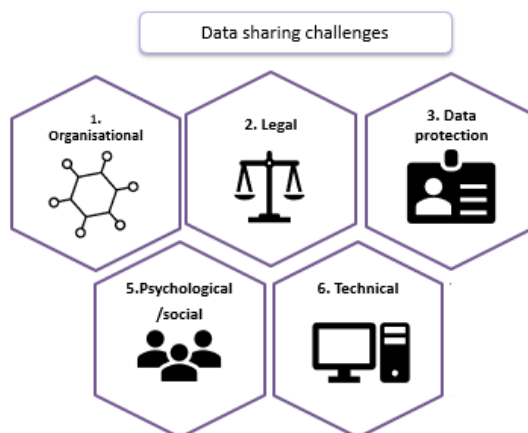 Data sharing challenges
1.
Organisational
2. Legal
3. Data
protection
5.Psychological
/social
6. Technical